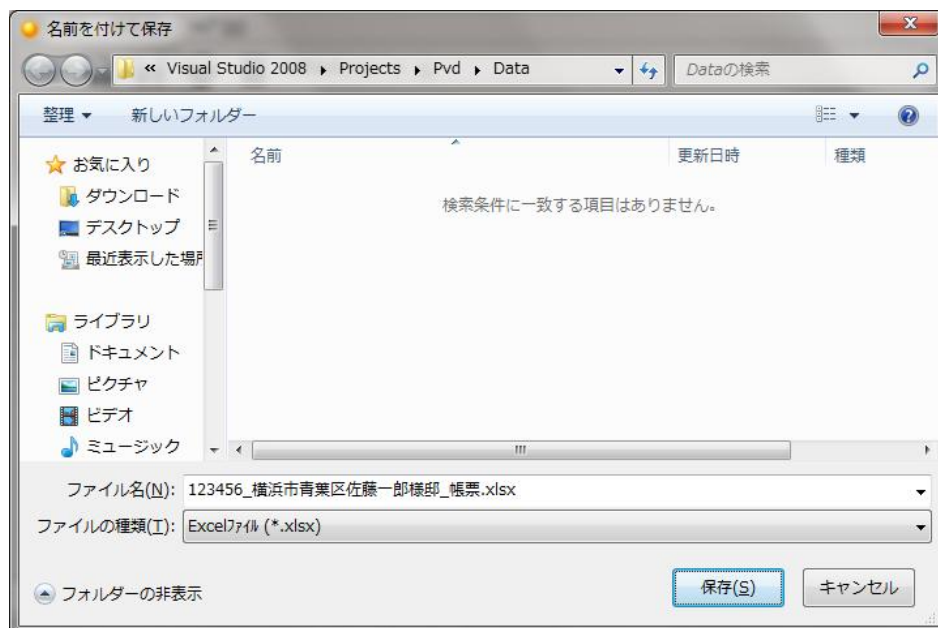 名前を付けて保存
« Visual Studio 2008 ▸ Projects ▸ Pvd ▸ Data
Dataの検索
整理 ▼ 新しいフォルダー
名前 更新日時 種類
検索条件に一致する項目はありません。
お気に入り
ダウンロード
デスクトップ
最近表示した場所
ライブラリ
ドキュメント
ピクチャ
ビデオ
ミュージック
ファイル名(N): 123456_横浜市青葉区佐藤一郎様邸_帳票.xlsx
ファイルの種類(T): Excelファイル (*.xlsx)
フォルダーの非表示
保存(S) キャンセル